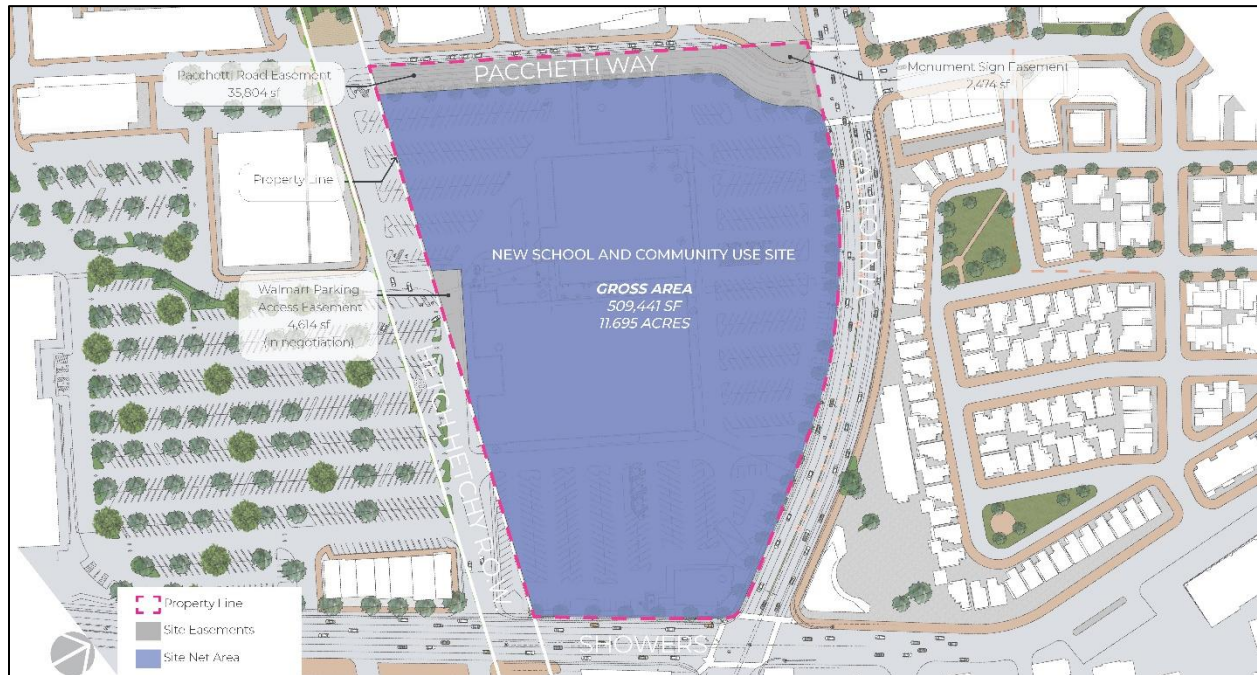 PACCHETTI WAY
Pacchetti Road Easement
35,804 sf
Monument Sign Easement
2,474 sf
Property Line
CALIFORNIA
NEW SCHOOL AND COMMUNITY USE SITE
GROSS AREA
509,441 SF
11.695 ACRES
Walmart Parking
Access Easement
4,614 sf
(in negotiation)
HETCH HETCHY ROW
SHOWERS
Property Line
Site Easements
Site Net Area